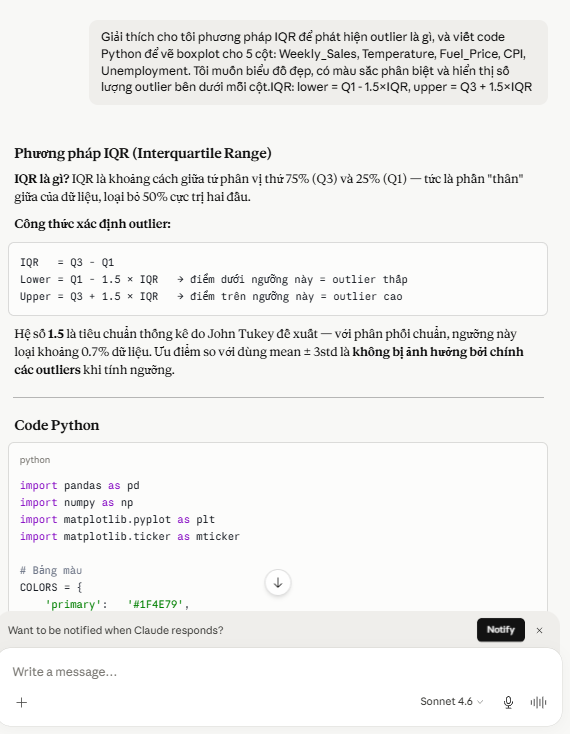 Giải thích cho tôi phương pháp IQR để phát hiện outlier là gì, và viết code
Python để vẽ boxplot cho 5 cột: Weekly_Sales, Temperature, Fuel_Price, CPI,
Unemployment. Tôi muốn biểu đồ đẹp, có màu sắc phân biệt và hiển thị số
lượng outlier bên dưới mỗi cột.IQR: lower = Q1 - 1.5×IQR, upper = Q3 + 1.5×IQR
Phương pháp IQR (Interquartile Range)
IQR là gì? IQR là khoảng cách giữa tứ phân vị thứ 75% (Q3) và 25% (Q1) — tức là phần "thân"
giữa của dữ liệu, loại bỏ 50% cực trị hai đầu.
Công thức xác định outlier:
IQR = Q3 - Q1
Lower = Q1 - 1.5 × IQR → điểm dưới ngưỡng này = outlier thấp
Upper = Q3 + 1.5 × IQR → điểm trên ngưỡng này = outlier cao
Hệ số 1.5 là tiêu chuẩn thống kê do John Tukey đề xuất — với phân phối chuẩn, ngưỡng này
loại khoảng 0.7% dữ liệu. Ưu điểm so với dùng mean ± 3std là không bị ảnh hưởng bởi chính
các outliers khi tính ngưỡng.
Code Python
python
import pandas as pd
import numpy as np
import matplotlib.pyplot as plt
import matplotlib.ticker as mticker
# Bảng màu
COLORS = {
'primary': '#1F4E79',
Want to be notified when Claude responds?
Notify
×
Write a message...
+
Sonnet 4.6